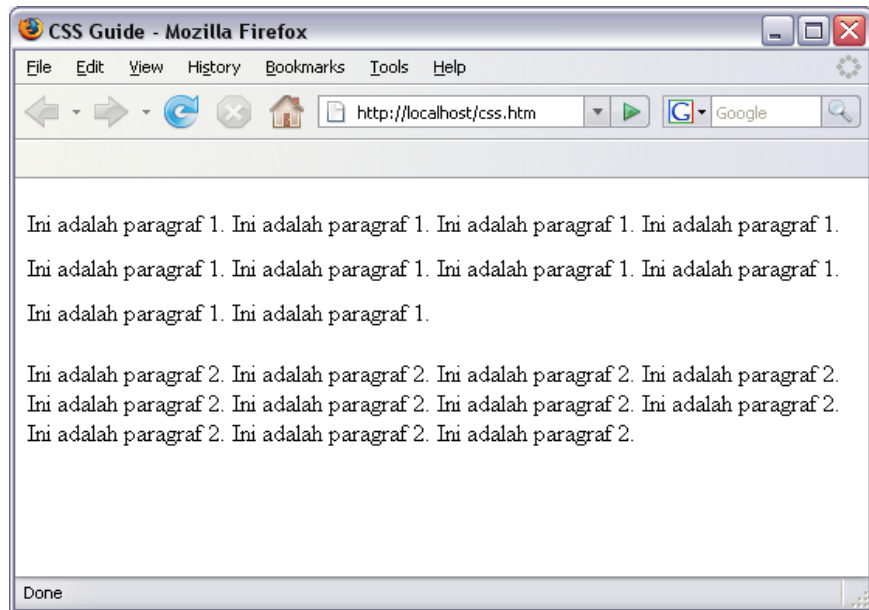 CSS Guide - Mozilla Firefox
File Edit View History Bookmarks Tools Help
http://localhost/css.htm G Google
Ini adalah paragraf 1. Ini adalah paragraf 1. Ini adalah paragraf 1. Ini adalah paragraf 1.
Ini adalah paragraf 1. Ini adalah paragraf 1. Ini adalah paragraf 1. Ini adalah paragraf 1.
Ini adalah paragraf 1. Ini adalah paragraf 1.
Ini adalah paragraf 2. Ini adalah paragraf 2. Ini adalah paragraf 2. Ini adalah paragraf 2.
Ini adalah paragraf 2. Ini adalah paragraf 2. Ini adalah paragraf 2. Ini adalah paragraf 2.
Ini adalah paragraf 2. Ini adalah paragraf 2. Ini adalah paragraf 2.
Done